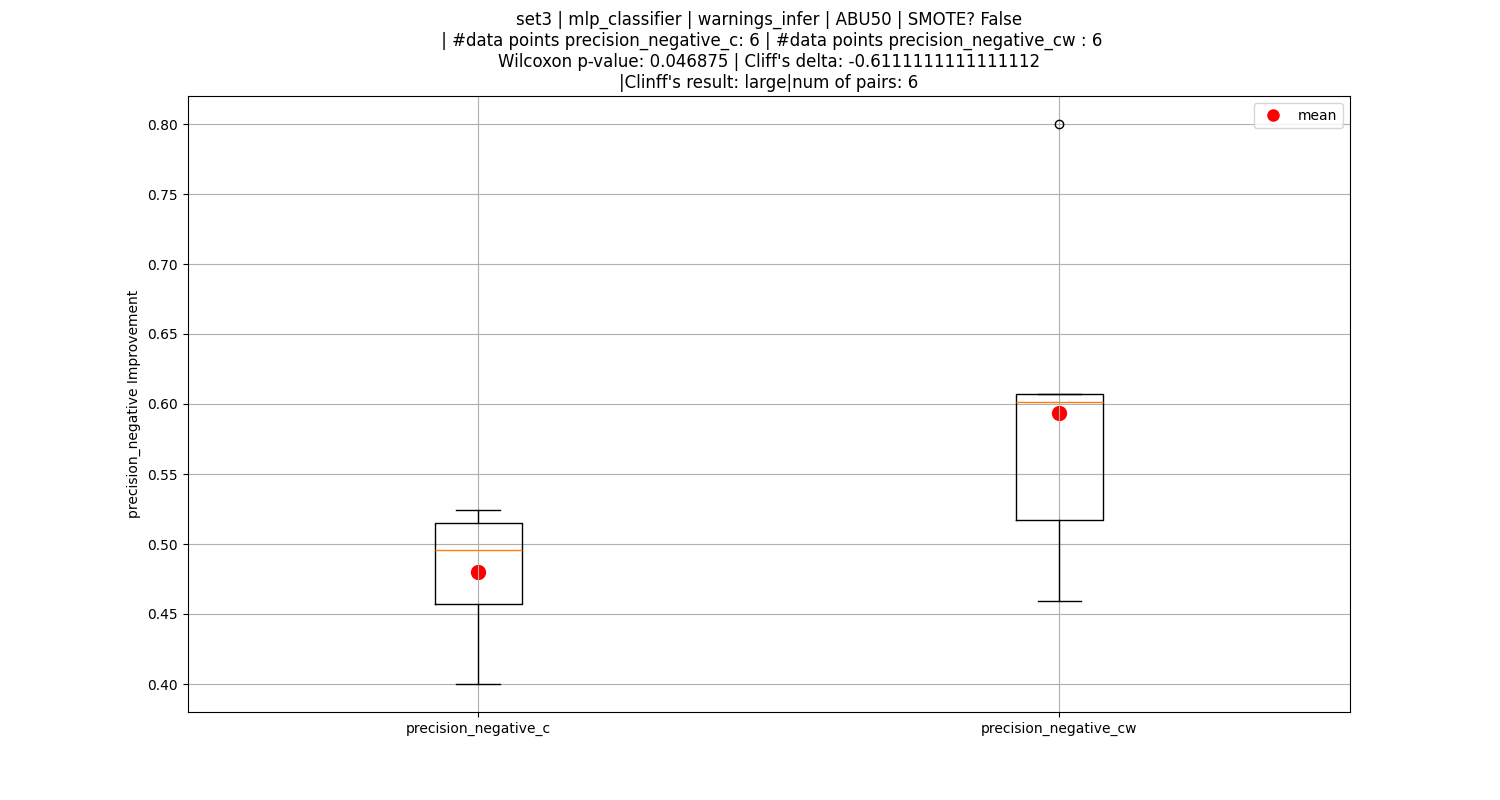 set3 | mlp_classifier | warnings_infer | ABU50 | SMOTE? False
| #data points precision_negative_c: 6 | #data points precision_negative_cw : 6
Wilcoxon p-value: 0.046875 | Cliff's delta: -0.6111111111111112
|Clinff's result: large|num of pairs: 6
mean
0.80
0.75
0.70
0.65
0.60
0.55
0.50
0.45
0.40
precision_negative Improvement
precision_negative_c
precision_negative_cw